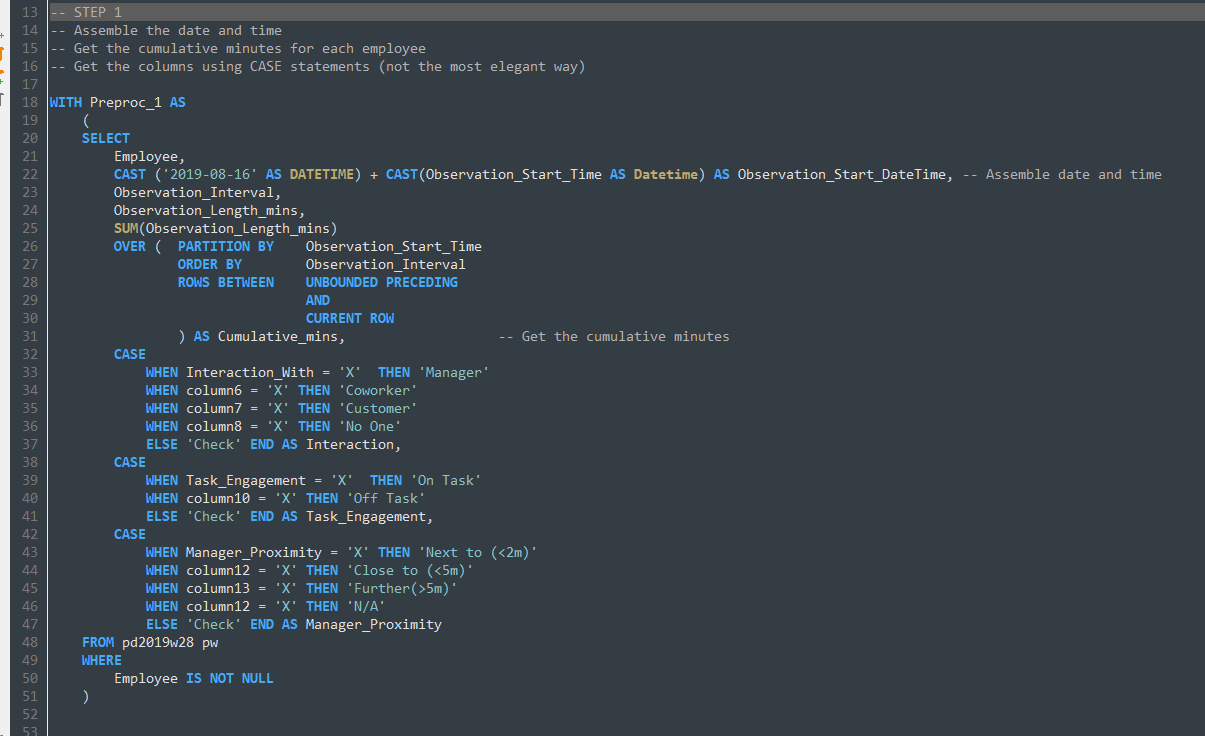 13 -- STEP 1
14 -- Assemble the date and time
15 -- Get the cumulative minutes for each employee
16 -- Get the columns using CASE statements (not the most elegant way)
17
18 WITH Preproc_1 AS
19     (
20     SELECT
21         Employee,
22         CAST ('2019-08-16' AS DATETIME) + CAST(Observation_Start_Time AS Datetime) AS Observation_Start_DateTime, -- Assemble date and time
23         Observation_Interval,
24         Observation_Length_mins,
25         SUM(Observation_Length_mins)
26         OVER (  PARTITION BY    Observation_Start_Time
27                 ORDER BY        Observation_Interval
28                 ROWS BETWEEN    UNBOUNDED PRECEDING
29                                 AND
30                                 CURRENT ROW
31                 ) AS Cumulative_mins,                   -- Get the cumulative minutes
32         CASE
33             WHEN Interaction_With = 'X'  THEN 'Manager'
34             WHEN column6 = 'X' THEN 'Coworker'
35             WHEN column7 = 'X' THEN 'Customer'
36             WHEN column8 = 'X' THEN 'No One'
37             ELSE 'Check' END AS Interaction,
38         CASE
39             WHEN Task_Engagement = 'X'  THEN 'On Task'
40             WHEN column10 = 'X' THEN 'Off Task'
41             ELSE 'Check' END AS Task_Engagement,
42         CASE
43             WHEN Manager_Proximity = 'X' THEN 'Next to (<2m)'
44             WHEN column12 = 'X' THEN 'Close to (<5m)'
45             WHEN column13 = 'X' THEN 'Further(>5m)'
46             WHEN column12 = 'X' THEN 'N/A'
47             ELSE 'Check' END AS Manager_Proximity
48     FROM pd2019w28 pw
49     WHERE
50         Employee IS NOT NULL
51     )
52
53